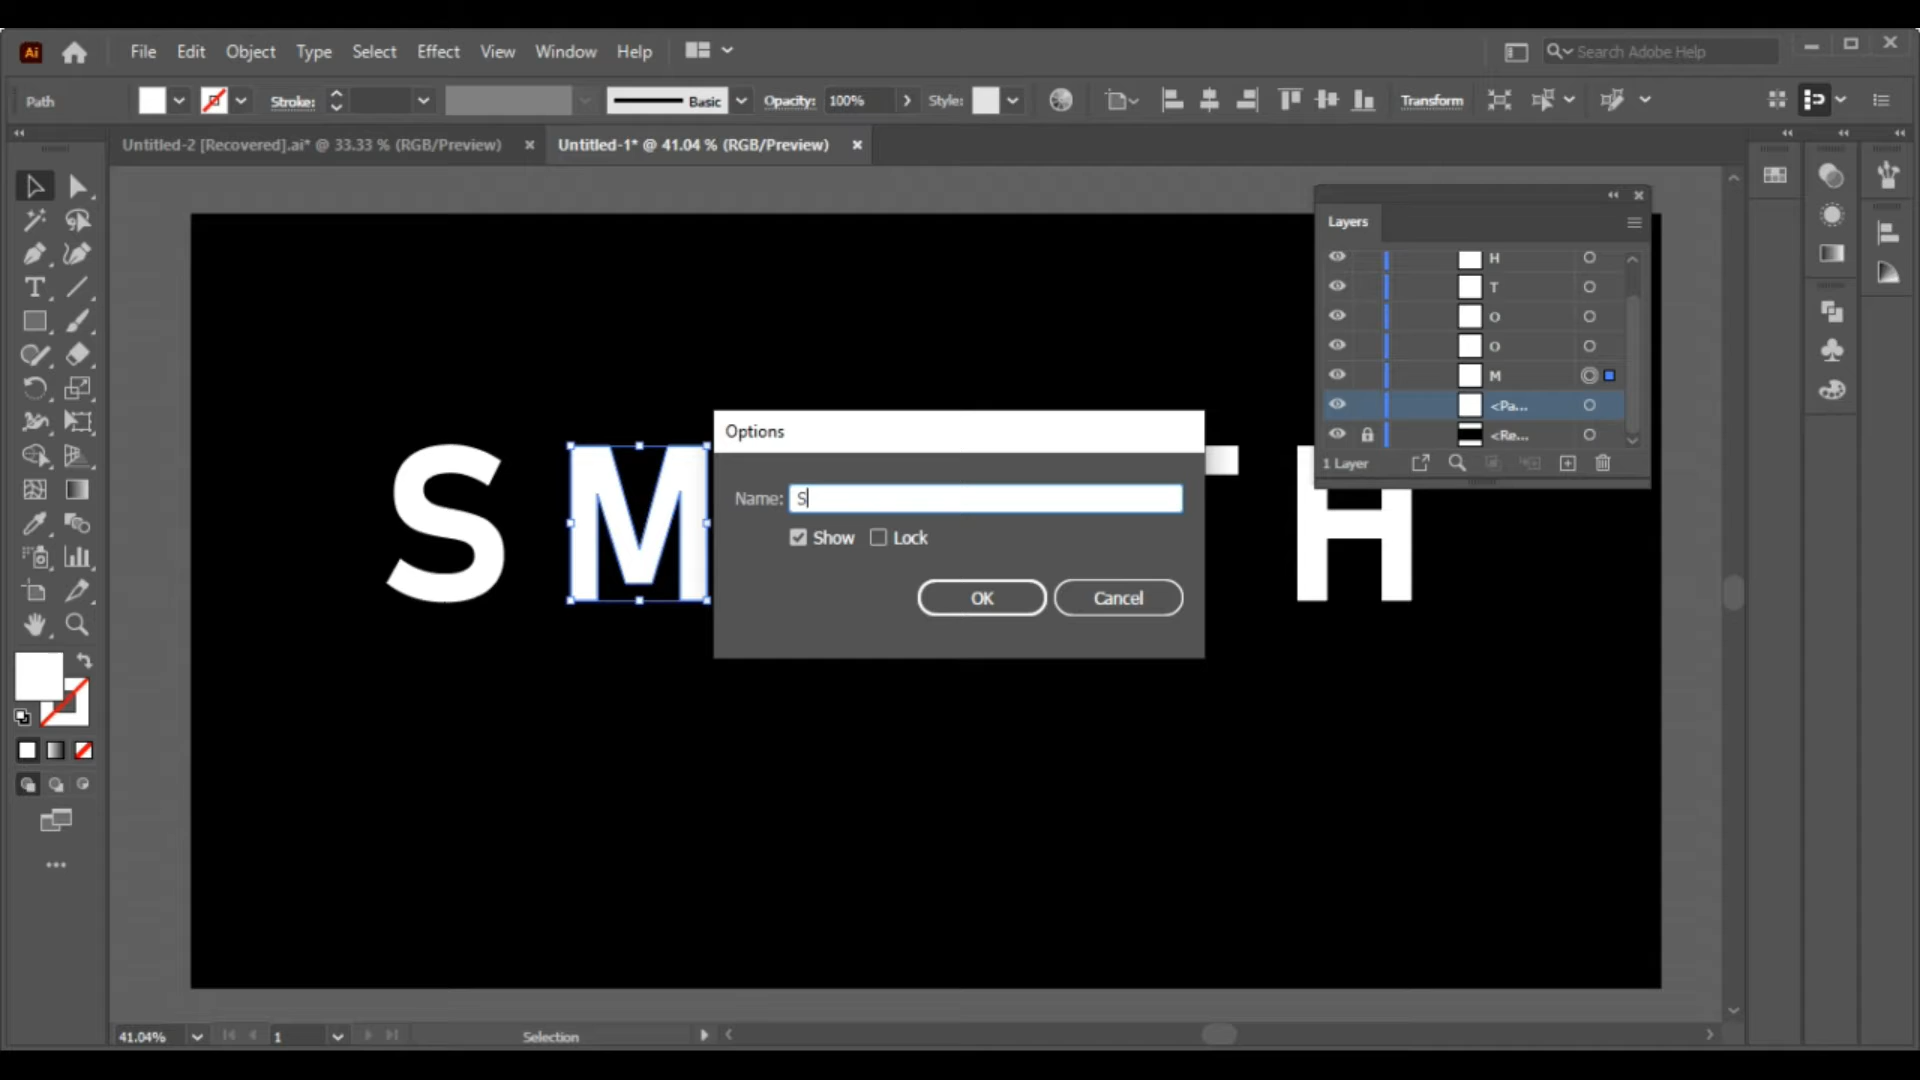 Ai File Edit Object Type Select Effect View Window Help Search Adobe Help
Path Stroke: Basic Opacity: 100% Style: Transform
Untitled-2 [Recovered].ai* @ 33.33 % (RGB/Preview) Untitled-1* @ 41.04 % (RGB/Preview)
Layers
H
T
O
O
M
<Pa...
<Re...
1 Layer
S M T H
Options
Name: S
Show Lock
OK Cancel
41.04% 1 Selection